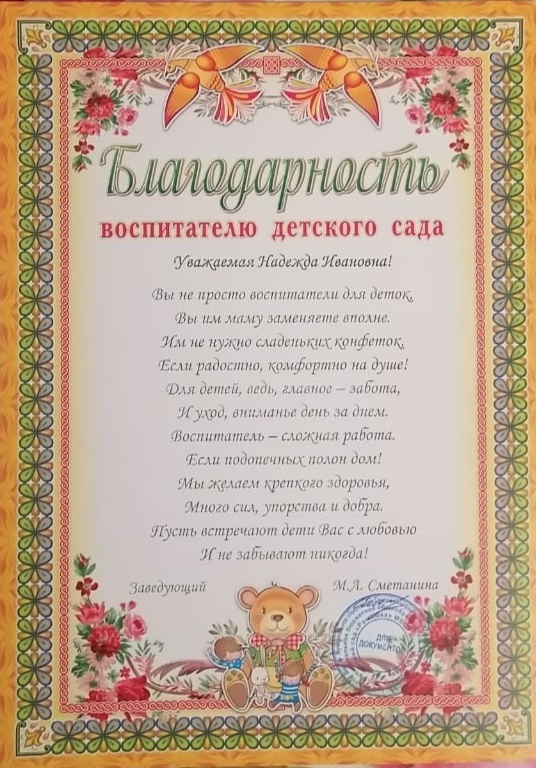 Благодарность
воспитателю детского сада
Уважаемая Надежда Ивановна!
Вы не просто воспитатели для деток,
Вы им маму заменяете вполне.
Им не нужно сладеньких конфеток,
Если радостно, комфортно на душе!
Для детей, ведь, главное – забота,
И уход, вниманье день за днем.
Воспитатель – сложная работа.
Если подопечных полон дом!
Мы желаем крепкого здоровья,
Много сил, упорства и добра.
Пусть встречают дети Вас с любовью
И не забывают никогда!
Заведующий М.А. Сметанина
ДЛЯ
ДОКУМЕНТОВ